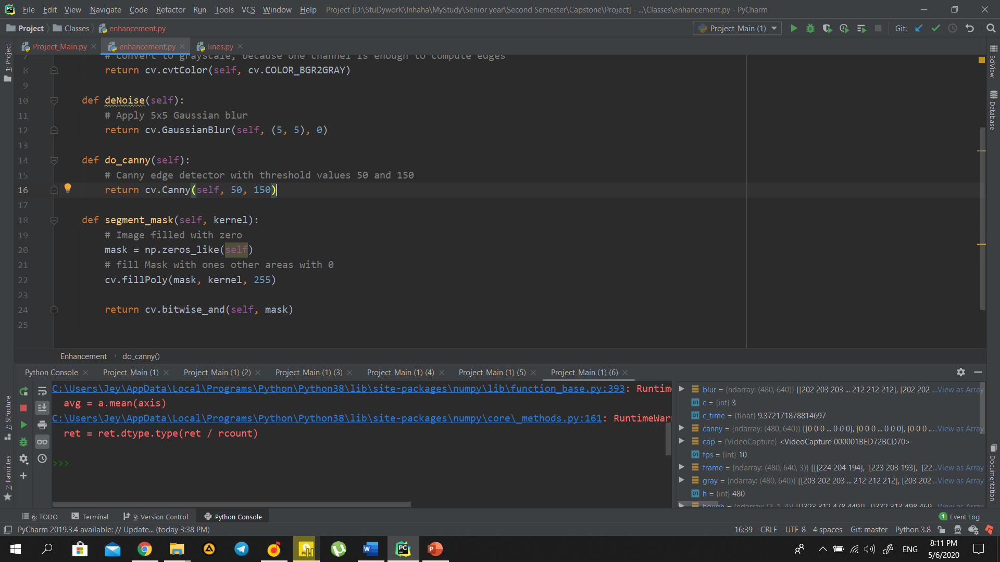 File Edit View Navigate Code Refactor Run Tools VCS Window Help Project [D:\StuDyworK\Inhaha\MyStudy\Senior year\Second Semester\Capstone\Project] - ...\Classes\enhancement.py - PyCharm
Project Classes enhancement.py Project_Main (1) Git:
Project_Main.py enhancement.py lines.py
1: Project
SciView
Database
7 # Convert to grayscale, because one channel is enough to compute edges
8 return cv.cvtColor(self, cv.COLOR_BGR2GRAY)
9
10 def deNoise(self):
11 # Apply 5x5 Gaussian blur
12 return cv.GaussianBlur(self, (5, 5), 0)
13
14 def do_canny(self):
15 # Canny edge detector with threshold values 50 and 150
16 return cv.Canny(self, 50, 150)
17
18 def segment_mask(self, kernel):
19 # Image filled with zero
20 mask = np.zeros_like(self)
21 # fill Mask with ones other areas with 0
22 cv.fillPoly(mask, kernel, 255)
23
24 return cv.bitwise_and(self, mask)
25
Enhancement do_canny()
Python Console Project_Main (1) Project_Main (1) (2) Project_Main (1) (3) Project_Main (1) (4) Project_Main (1) (5) Project_Main (1) (6)
7: Structure
2: Favorites
C:\Users\Jey\AppData\Local\Programs\Python\Python38\lib\site-packages\numpy\lib\function_base.py:393: Runtime
avg = a.mean(axis)
C:\Users\Jey\AppData\Local\Programs\Python\Python38\lib\site-packages\numpy\core\_methods.py:161: RuntimeWar
ret = ret.dtype.type(ret / rcount)
>>>
blur = {ndarray: (480, 640)} [[202 203 203 ... 212 212 212], [202 202 ...View as Array
c = {int} 3
c_time = {float} 9.372171878814697
canny = {ndarray: (480, 640)} [[0 0 0 ... 0 0 0], [0 0 0 ... 0 0 0], [0 0 0 ...View as Array
cap = {VideoCapture} <VideoCapture 000001BED72BCD70>
fps = {int} 10
frame = {ndarray: (480, 640, 3)} [[[224 204 194], [223 203 193], [22...View as Array
gray = {ndarray: (480, 640)} [[203 202 203 ... 212 212 212], [203 202 ...View as Array
h = {int} 480
hough = {ndarray: (2, 1, 4)} [[[323 312 478 449]], [[332 313 498 469 ...View as Array
Documentation
6: TODO Terminal 9: Version Control Python Console 1 Event Log
PyCharm 2019.3.4 available: // Update... (today 3:38 PM) 16:39 CRLF UTF-8 4 spaces Git: master Python 3.8
ENG 8:11 PM
5/6/2020